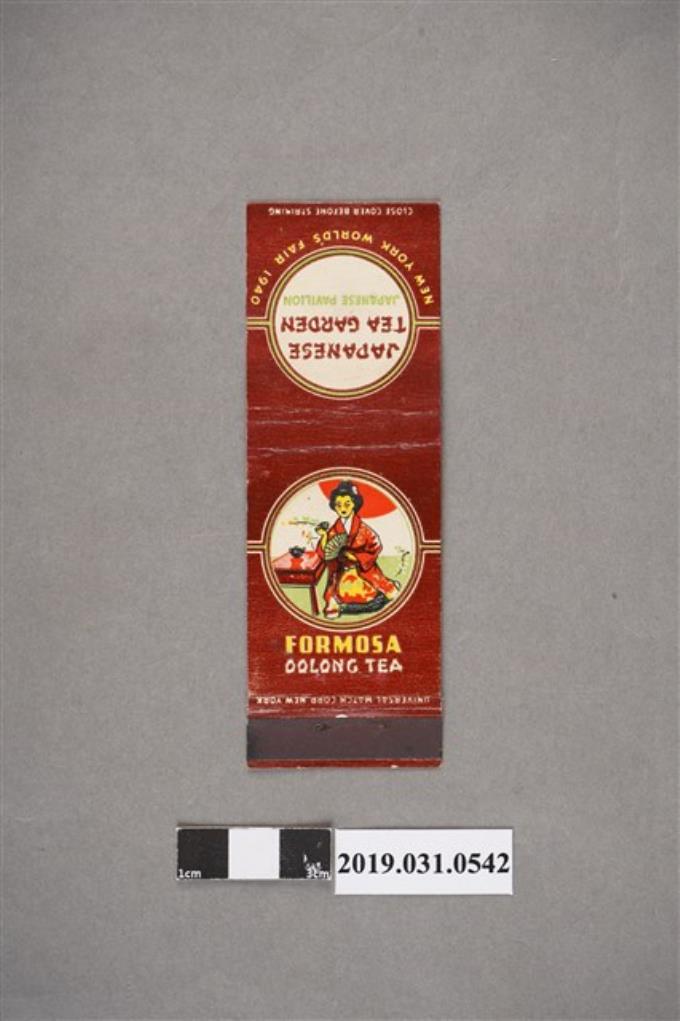 CLOSE COVER BEFORE STRIKING
NEW YORK WORLD'S FAIR 1940
JAPANESE PAVILION
JAPANESE
TEA GARDEN
FORMOSA
OOLONG TEA
UNIVERSAL MATCH CORP NEW YORK
1cm
3cm
2019.031.0542